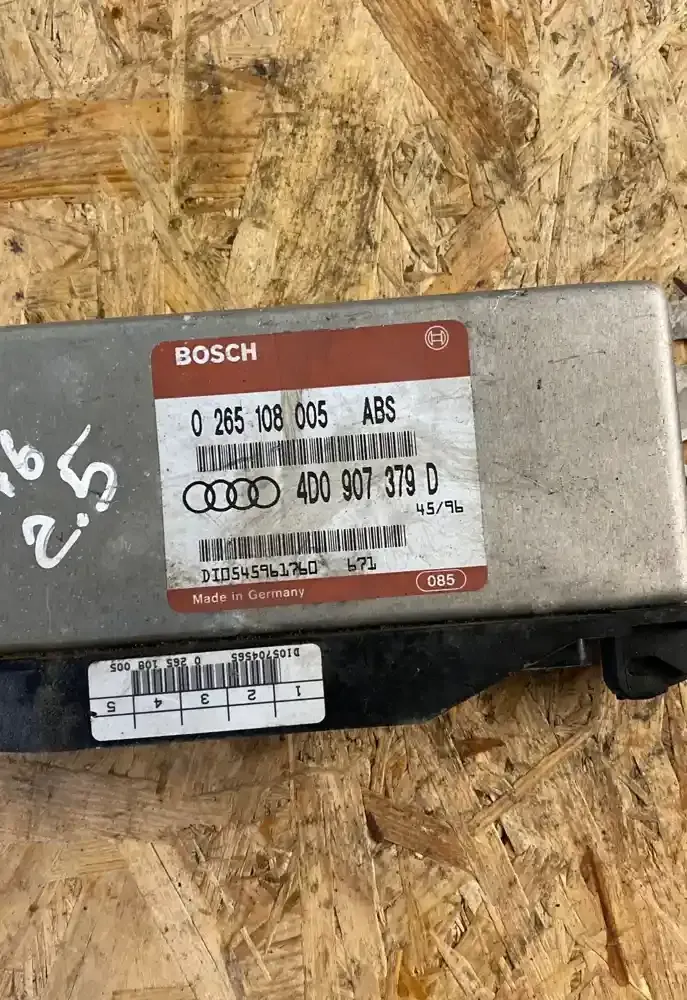 BOSCH
0 265 108 005 ABS
4D0 907 379 D
45/96
DI0545961760 671
Made in Germany 085
2.5
DI05704565 0 265 108 005
1 2 3 4 5